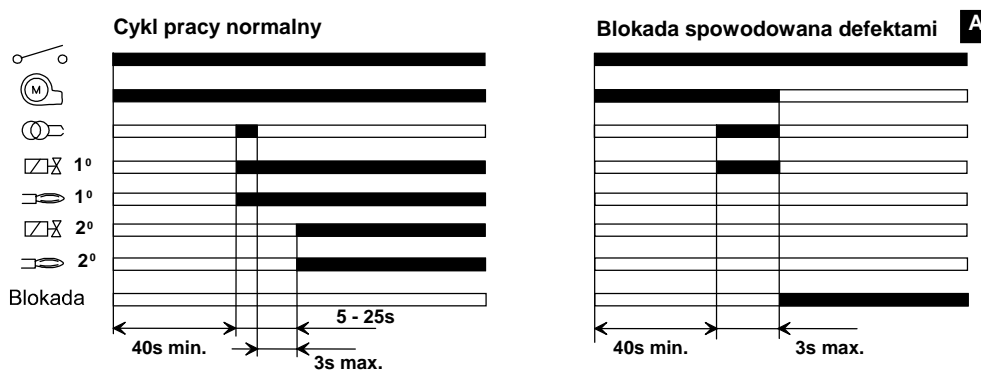 Cykl pracy normalny
Blokada spowodowana defektami
A
M
1º
1º
2º
2º
Blokada
40s min.
5 - 25s
3s max.
40s min.
3s max.